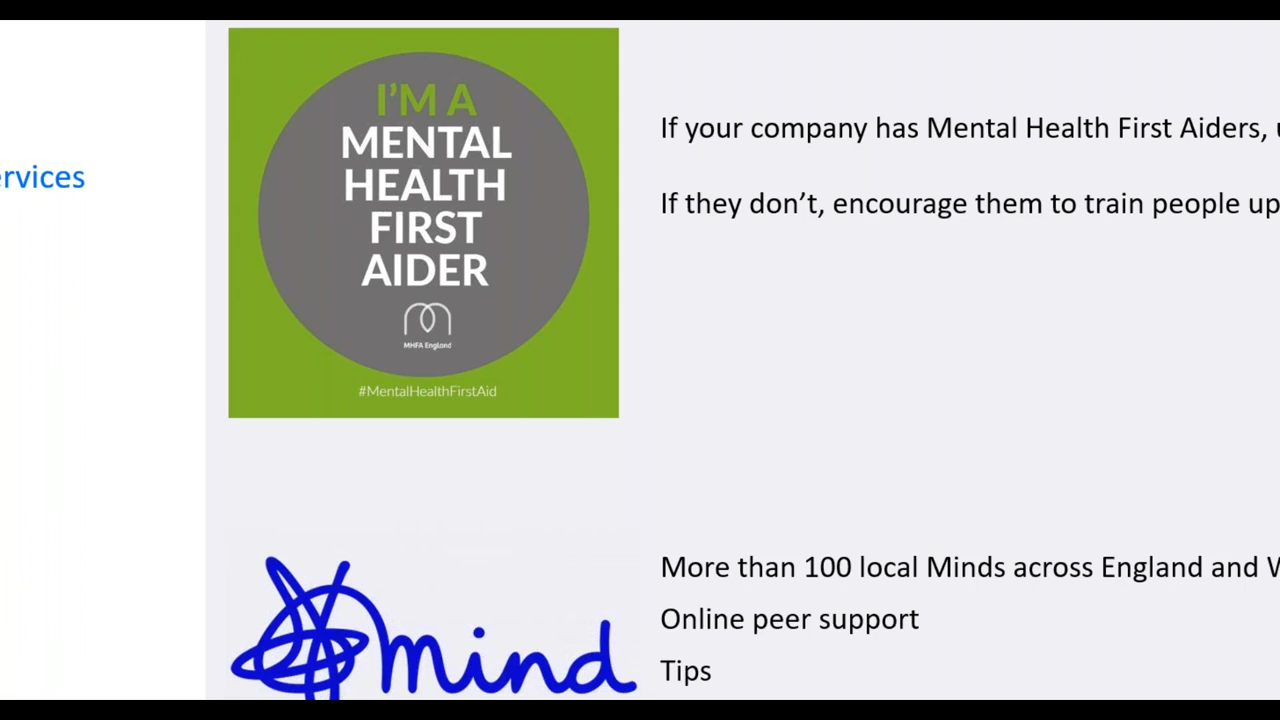 ervices
I'M A
MENTAL
HEALTH
FIRST
AIDER
MHFA England
#MentalHealthFirstAid
If your company has Mental Health First Aiders,
If they don't, encourage them to train people up
mind
More than 100 local Minds across England and
Online peer support
Tips